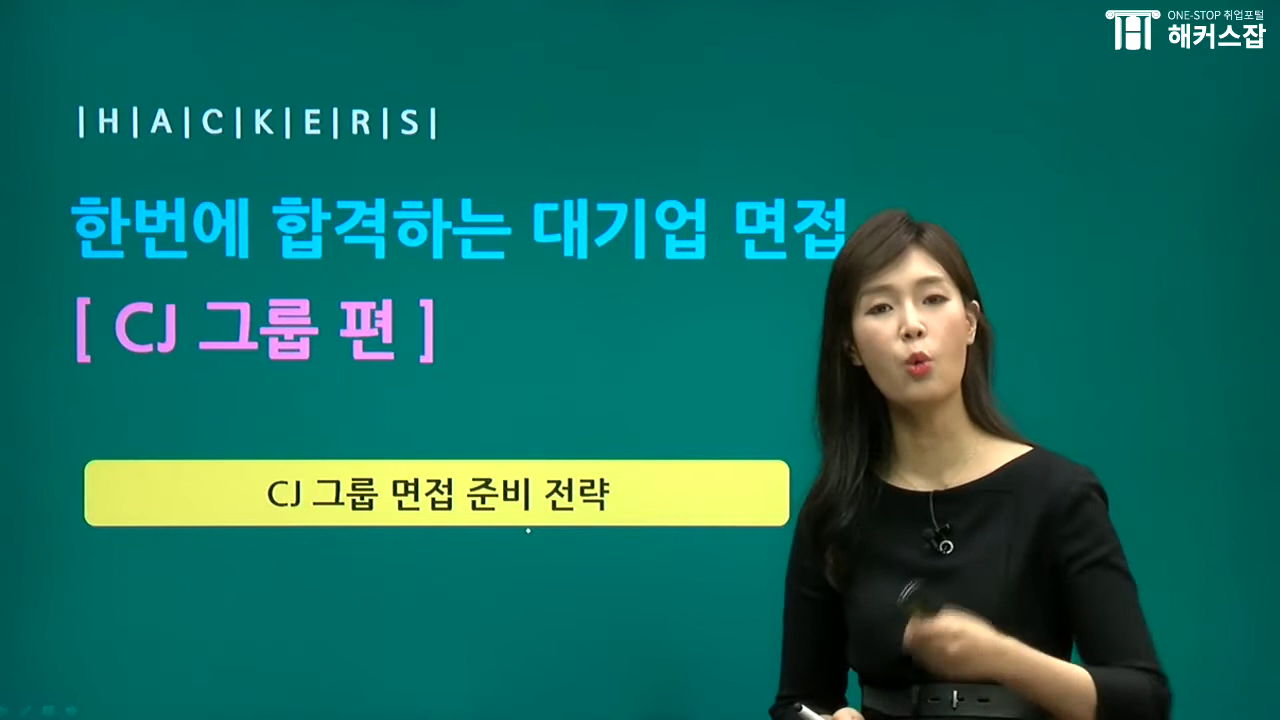 ONE-STOP 취업포털
해커스잡
|H|A|C|K|E|R|S|
한번에 합격하는 대기업 면접
[ CJ 그룹 편 ]
CJ 그룹 면접 준비 전략